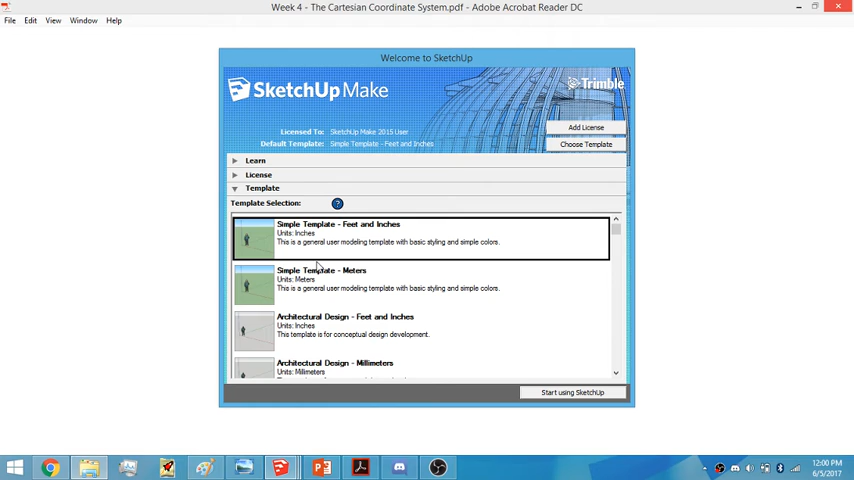 Week 4 - The Cartesian Coordinate System.pdf - Adobe Acrobat Reader DC
File Edit View Window Help
Welcome to SketchUp
SketchUp Make
Trimble
Licensed To: SketchUp Make 2015 User
Add License
Default Template: Simple Template - Feet and Inches
Choose Template
Learn
License
Template
Template Selection: ?
Simple Template - Feet and Inches
Units: Inches
This is a general user modeling template with basic styling and simple colors.
Simple Template - Meters
Units: Meters
This is a general user modeling template with basic styling and simple colors.
Architectural Design - Feet and Inches
Units: Inches
This template is for conceptual design development.
Architectural Design - Millimeters
Units: Millimeters
Start using SketchUp
12:00 PM
6/5/2017